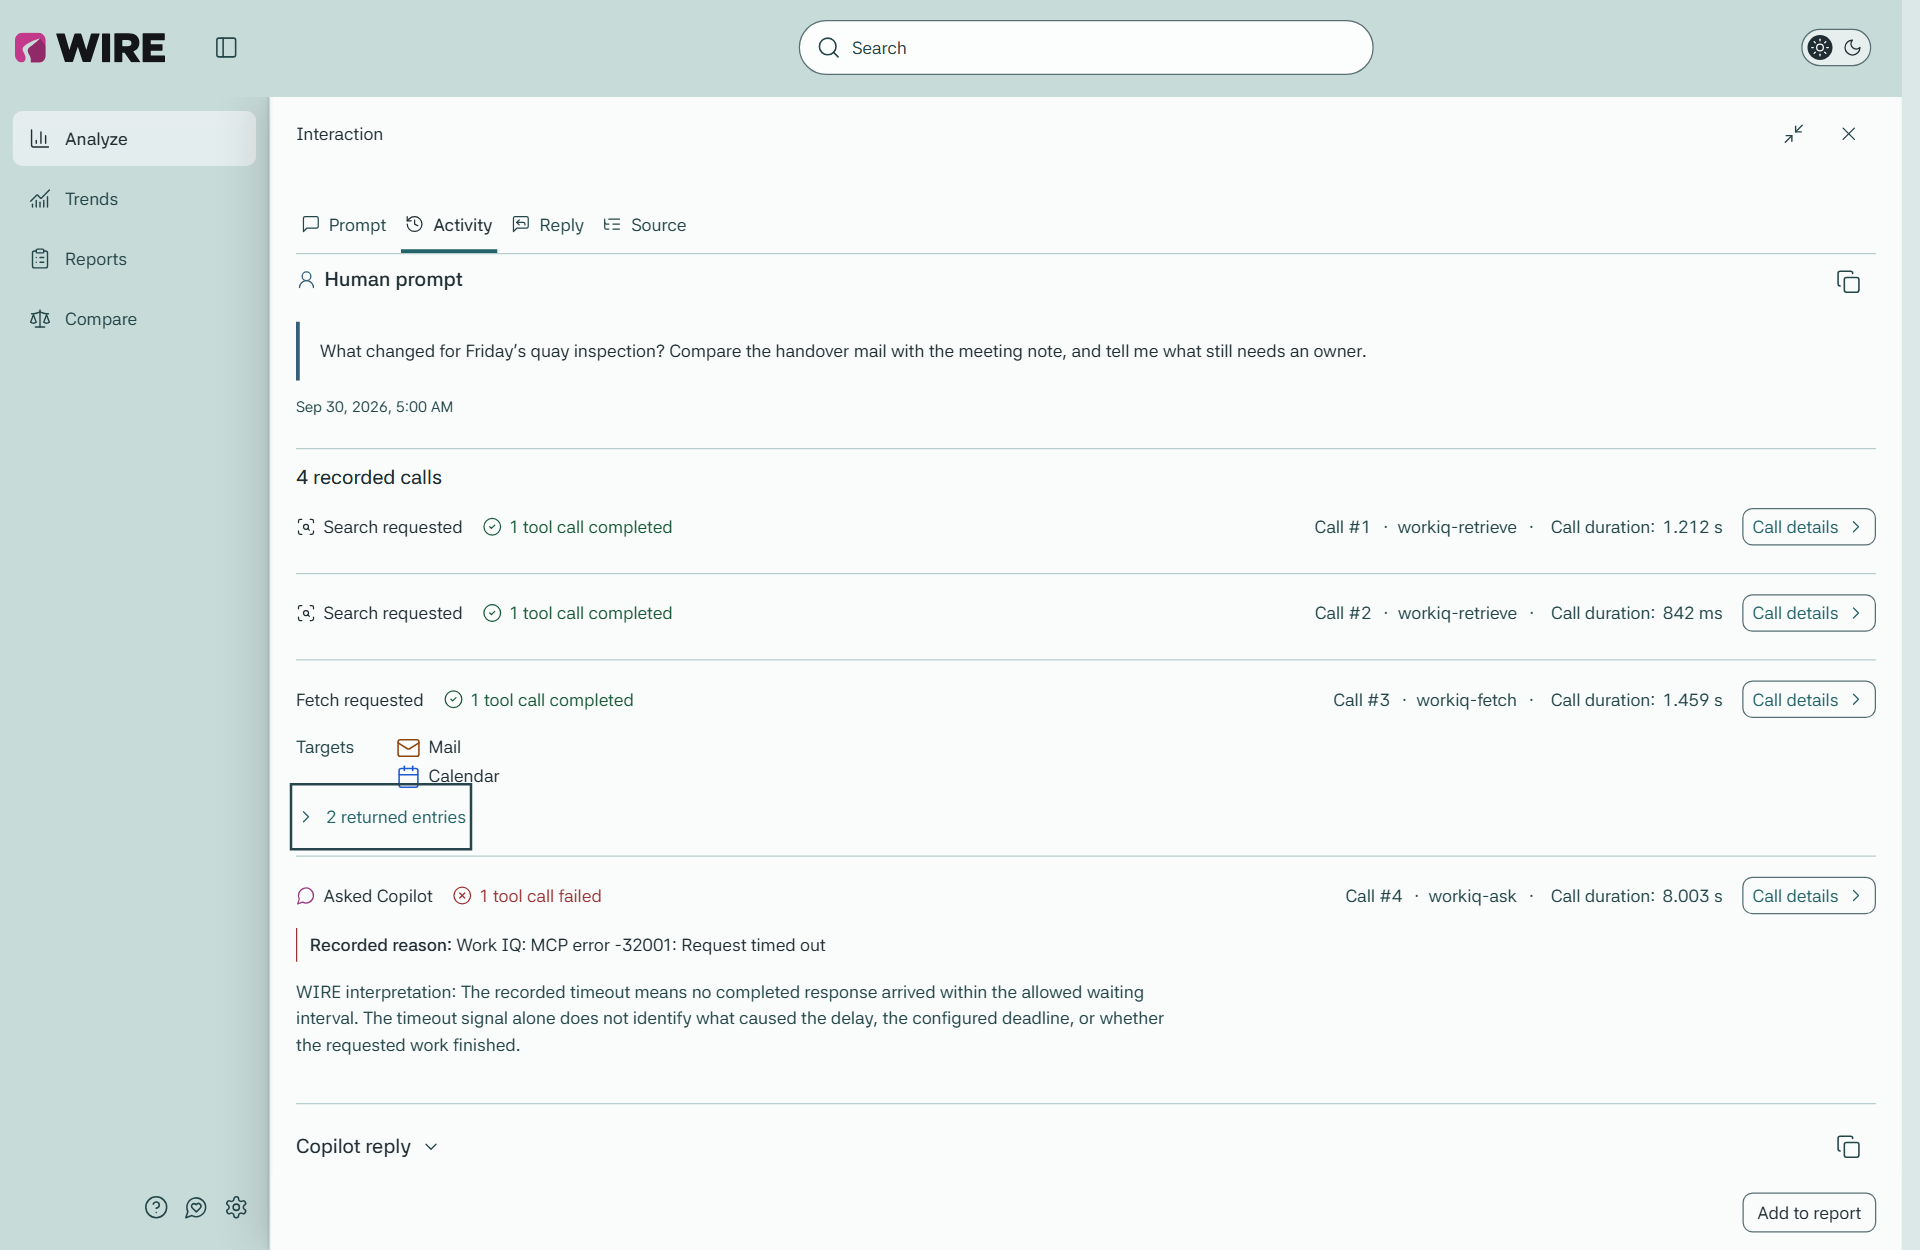 WIRE
Search
Analyze
Trends
Reports
Compare
Interaction
Prompt Activity Reply Source
Human prompt
What changed for Friday’s quay inspection? Compare the handover mail with the meeting note, and tell me what still needs an owner.
Sep 30, 2026, 5:00 AM
4 recorded calls
Search requested 1 tool call completed Call #1 · workiq-retrieve · Call duration: 1.212 s Call details
Search requested 1 tool call completed Call #2 · workiq-retrieve · Call duration: 842 ms Call details
Fetch requested 1 tool call completed Call #3 · workiq-fetch · Call duration: 1.459 s Call details
Targets Mail
Calendar
2 returned entries
Asked Copilot 1 tool call failed Call #4 · workiq-ask · Call duration: 8.003 s Call details
Recorded reason: Work IQ: MCP error -32001: Request timed out
WIRE interpretation: The recorded timeout means no completed response arrived within the allowed waiting
interval. The timeout signal alone does not identify what caused the delay, the configured deadline, or whether
the requested work finished.
Copilot reply
Add to report